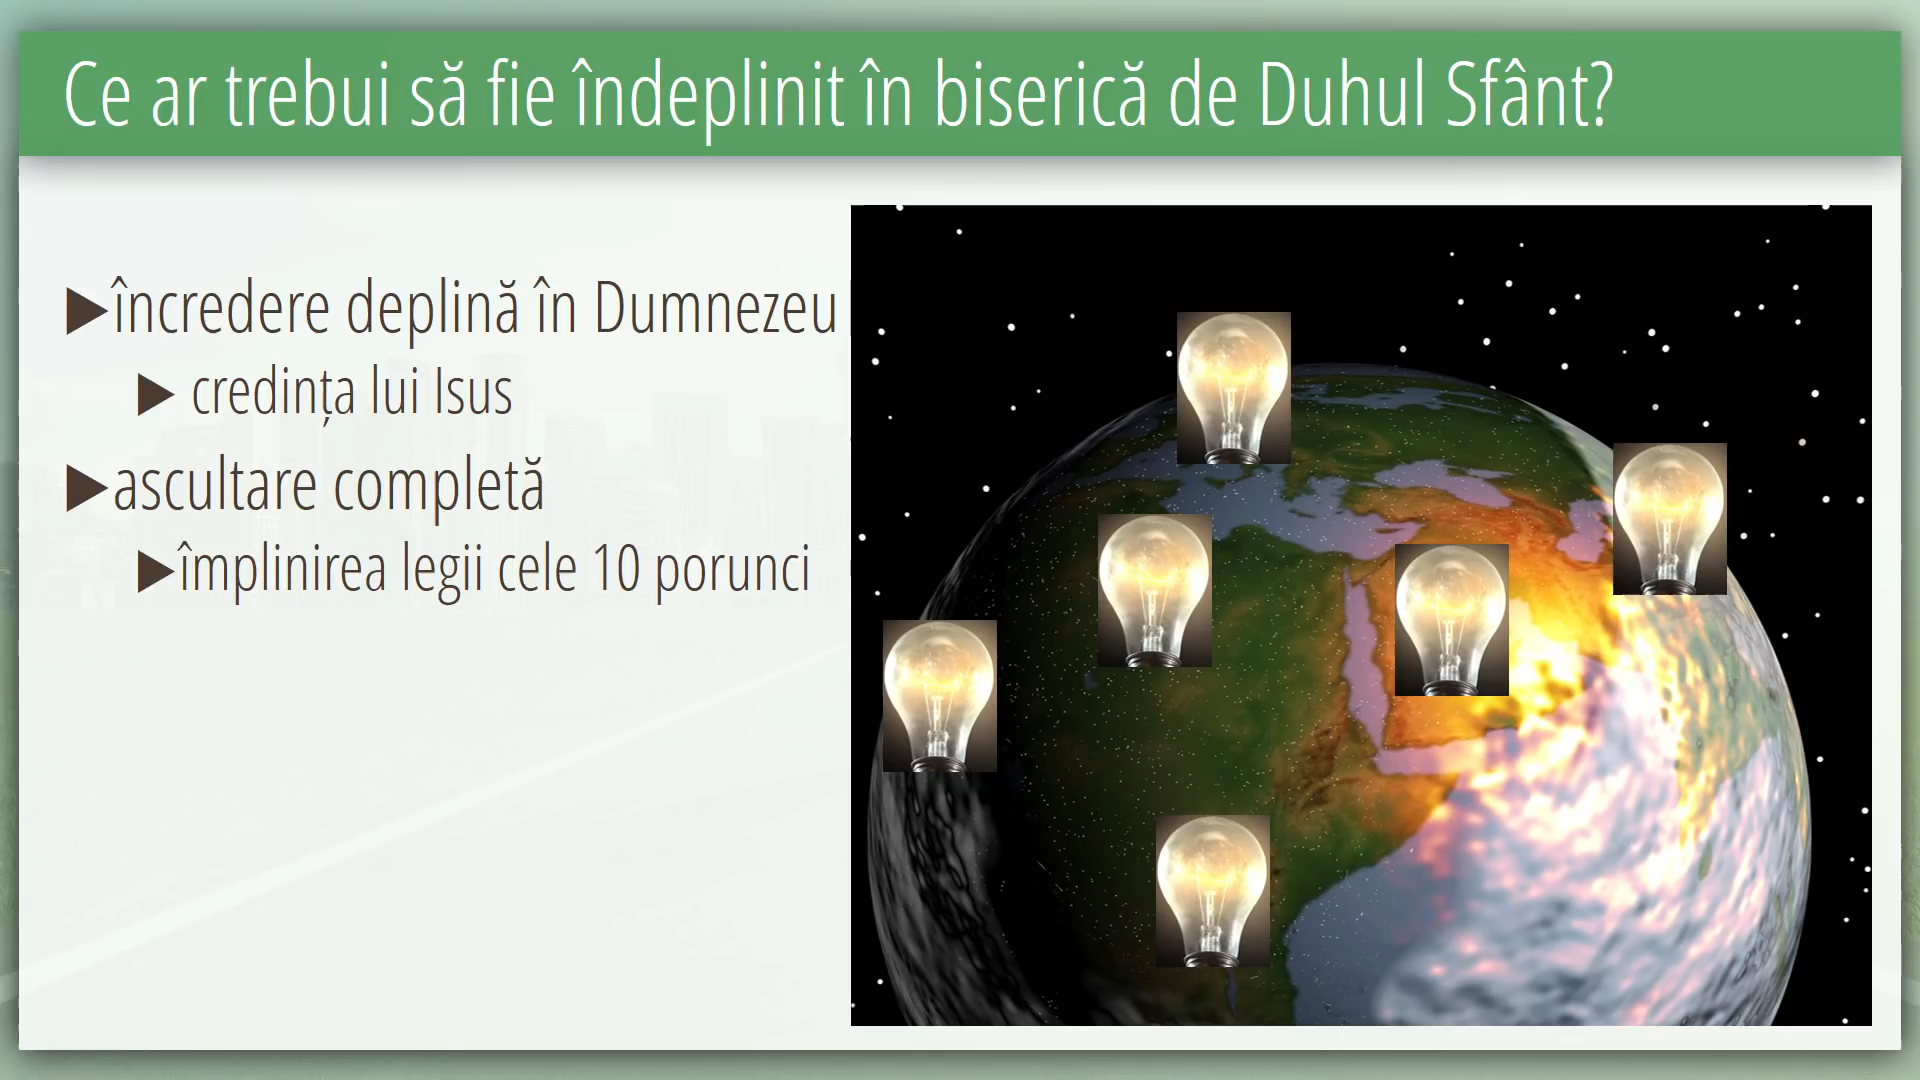 Ce ar trebui să fie îndeplinit în biserică de Duhul Sfânt?
încredere deplină în Dumnezeu
credința lui Isus
ascultare completă
împlinirea legii cele 10 porunci